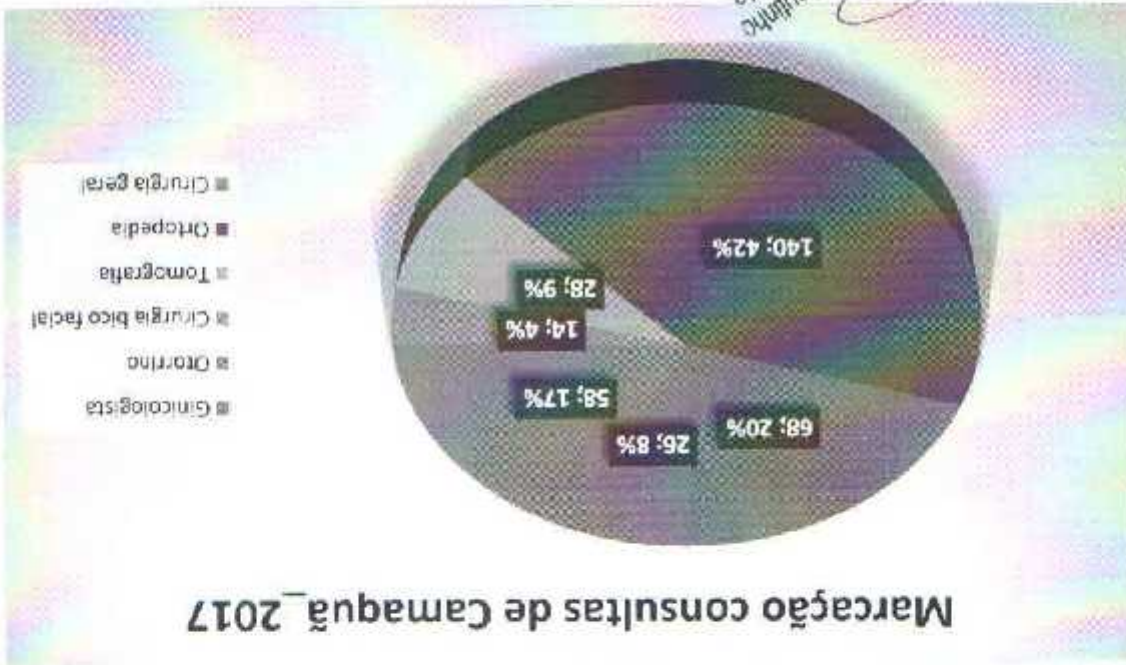 Marcação consultas de Camaquã_2017
26; 8%
68; 20%
58; 17%
14; 4%
28; 9%
140; 42%
Ginicologista
Otorrino
Cirurgia bico facial
Tomografia
Ortopedia
Cirurgia geral